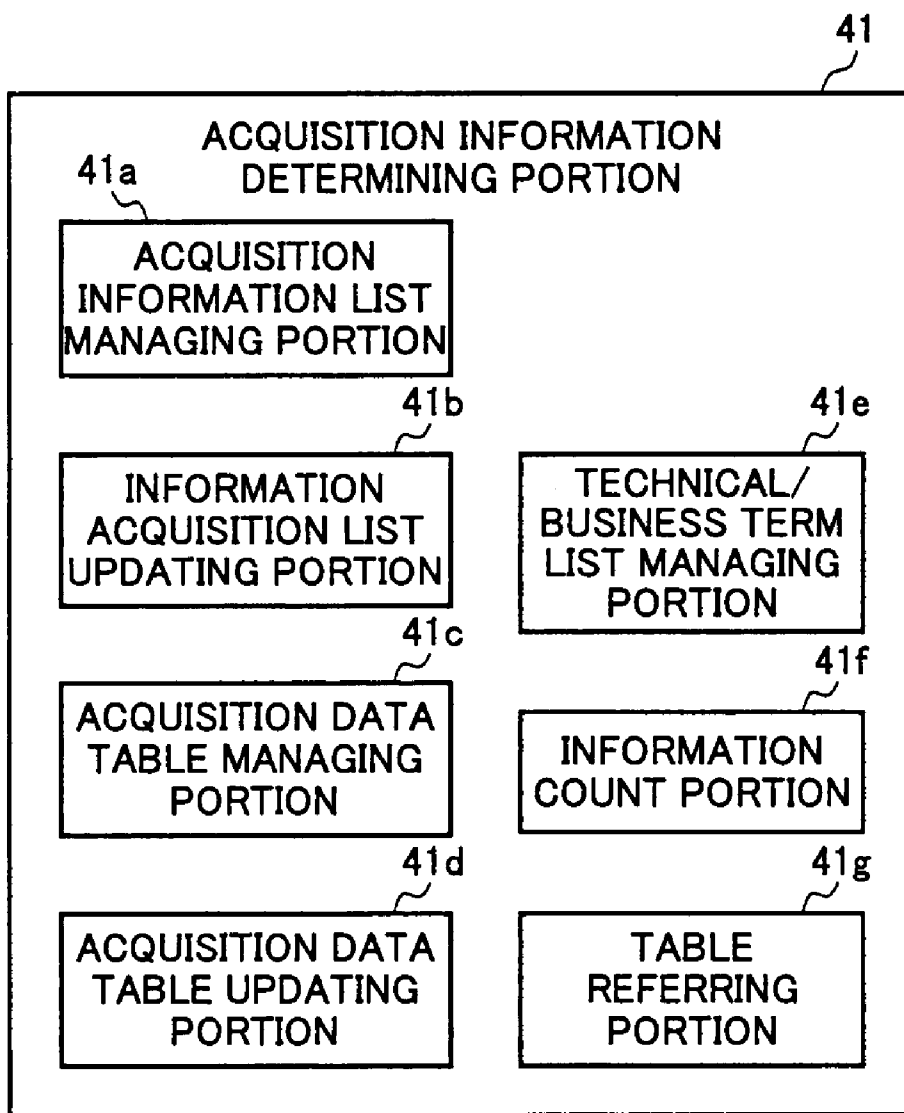 41
ACQUISITION INFORMATION
DETERMINING PORTION
41a
ACQUISITION
INFORMATION LIST
MANAGING PORTION
41b
INFORMATION
ACQUISITION LIST
UPDATING PORTION
41c
ACQUISITION DATA
TABLE MANAGING
PORTION
41d
ACQUISITION DATA
TABLE UPDATING
PORTION
41e
TECHNICAL/
BUSINESS TERM
LIST MANAGING
PORTION
41f
INFORMATION
COUNT PORTION
41g
TABLE
REFERRING
PORTION